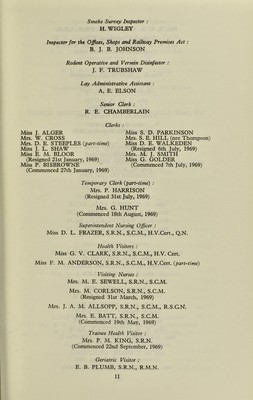 Smoke Survey Inspector :
H. WIGLEY
Inspector for the Offices, Shops and Railway Premises Act :
B. J. B. JOHNSON
Rodent Operative and Vermin Disinfestor :
J. F. TRUBSHAW
Lay Administrative Assistant :
A. E. ELSON
Senior Clerk :
R. E. CHAMBERLAIN
Clerks :
Miss J. ALGER
Mrs. W. CROSS
Mrs. D. E. STEEPLES (part-time)
Miss J. L. SHAW
Miss E. M. BLOOR
(Resigned 21st January, 1969)
Miss P. BISBROWNE
(Commenced 27th January, 1969)
Miss S. D. PARKINSON
Mrs. S. E. HILL (nee Thompson)
Miss D. E. WALKEDEN
(Resigned 6th July, 1969)
Mrs. M. J. SMITH
Miss G. GOLDER
(Commenced 7th July, 1969)
Temporary Clerk (part-time) :
Mrs. P. HARRISON
(Resigned 31st July, 1969)
Mrs. G. HUNT
(Commenced 18th August, 1969)
Superintendent Nursing Officer :
Miss D. L. FRAZER, S.R.N., S.C.M., H.V.Cert., Q.N.
Health Visitors :
Miss G. V. CLARK, S.R.N., S.C.M., H.V. Cert.
Miss F. M. ANDERSON, S.R.N., S.C.M., H.V.Cert. (part-time)
Visiting Nurses :
Mrs. M. E. SEWELL, S.R.N., S.C.M.
Mrs. M. CORLSON, S.R.N., S.C.M.
(Resigned 31st March, 1969)
Mrs. J. A. M. ALLSOPP, S.R.N., S.C.M., R.S.C.N.
Mrs. E. BATT, S.R.N., S.C.M.
(Commenced 19th May, 1969)
Trainee Health Visitor :
Mrs. P. M. KING, S.R.N.
(Commenced 22nd September, 1969)
Geriatric Visitor :
E. B. PLUMB, S.R.N., R.M.N.
11